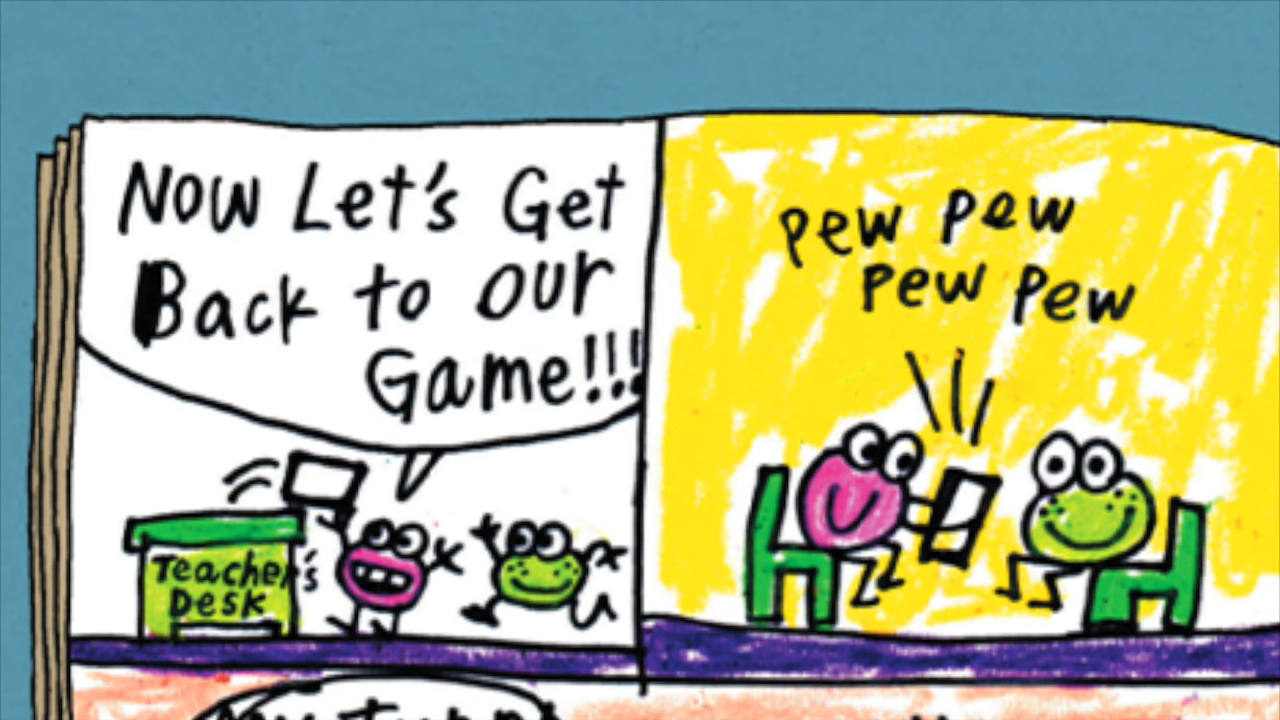 Now Let's Get
Back to our
Game!!!
Teacher's
Desk
pew pew
pew pew